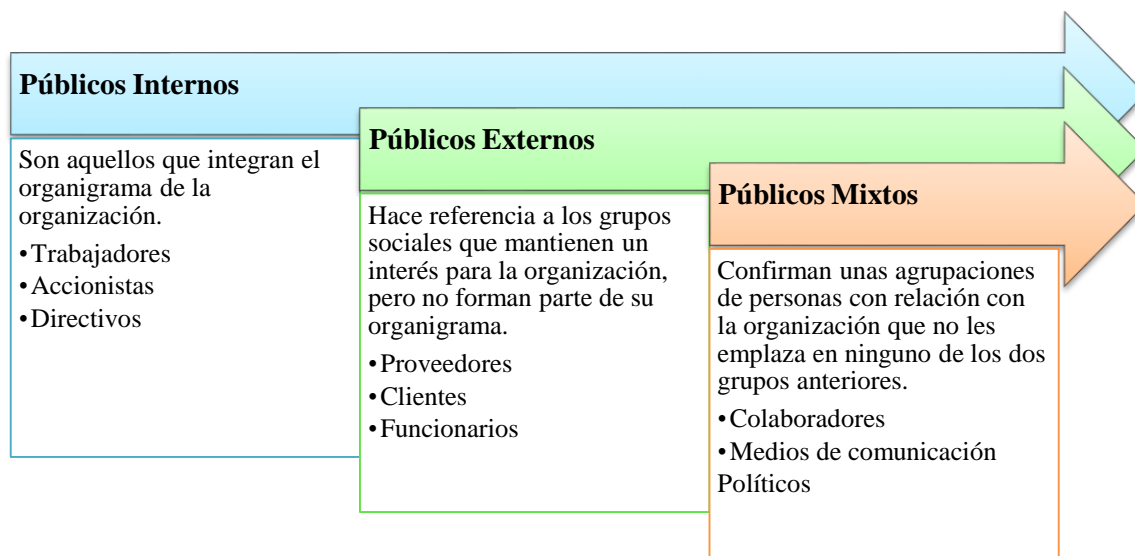 Públicos Internos
Son aquellos que integran el
organigrama de la
organización.
•Trabajadores
•Accionistas
•Directivos
Públicos Externos
Hace referencia a los grupos
sociales que mantienen un
interés para la organización,
pero no forman parte de su
organigrama.
•Proveedores
•Clientes
•Funcionarios
Públicos Mixtos
Confirman unas agrupaciones
de personas con relación con
la organización que no les
emplaza en ninguno de los dos
grupos anteriores.
•Colaboradores
•Medios de comunicación
Políticos